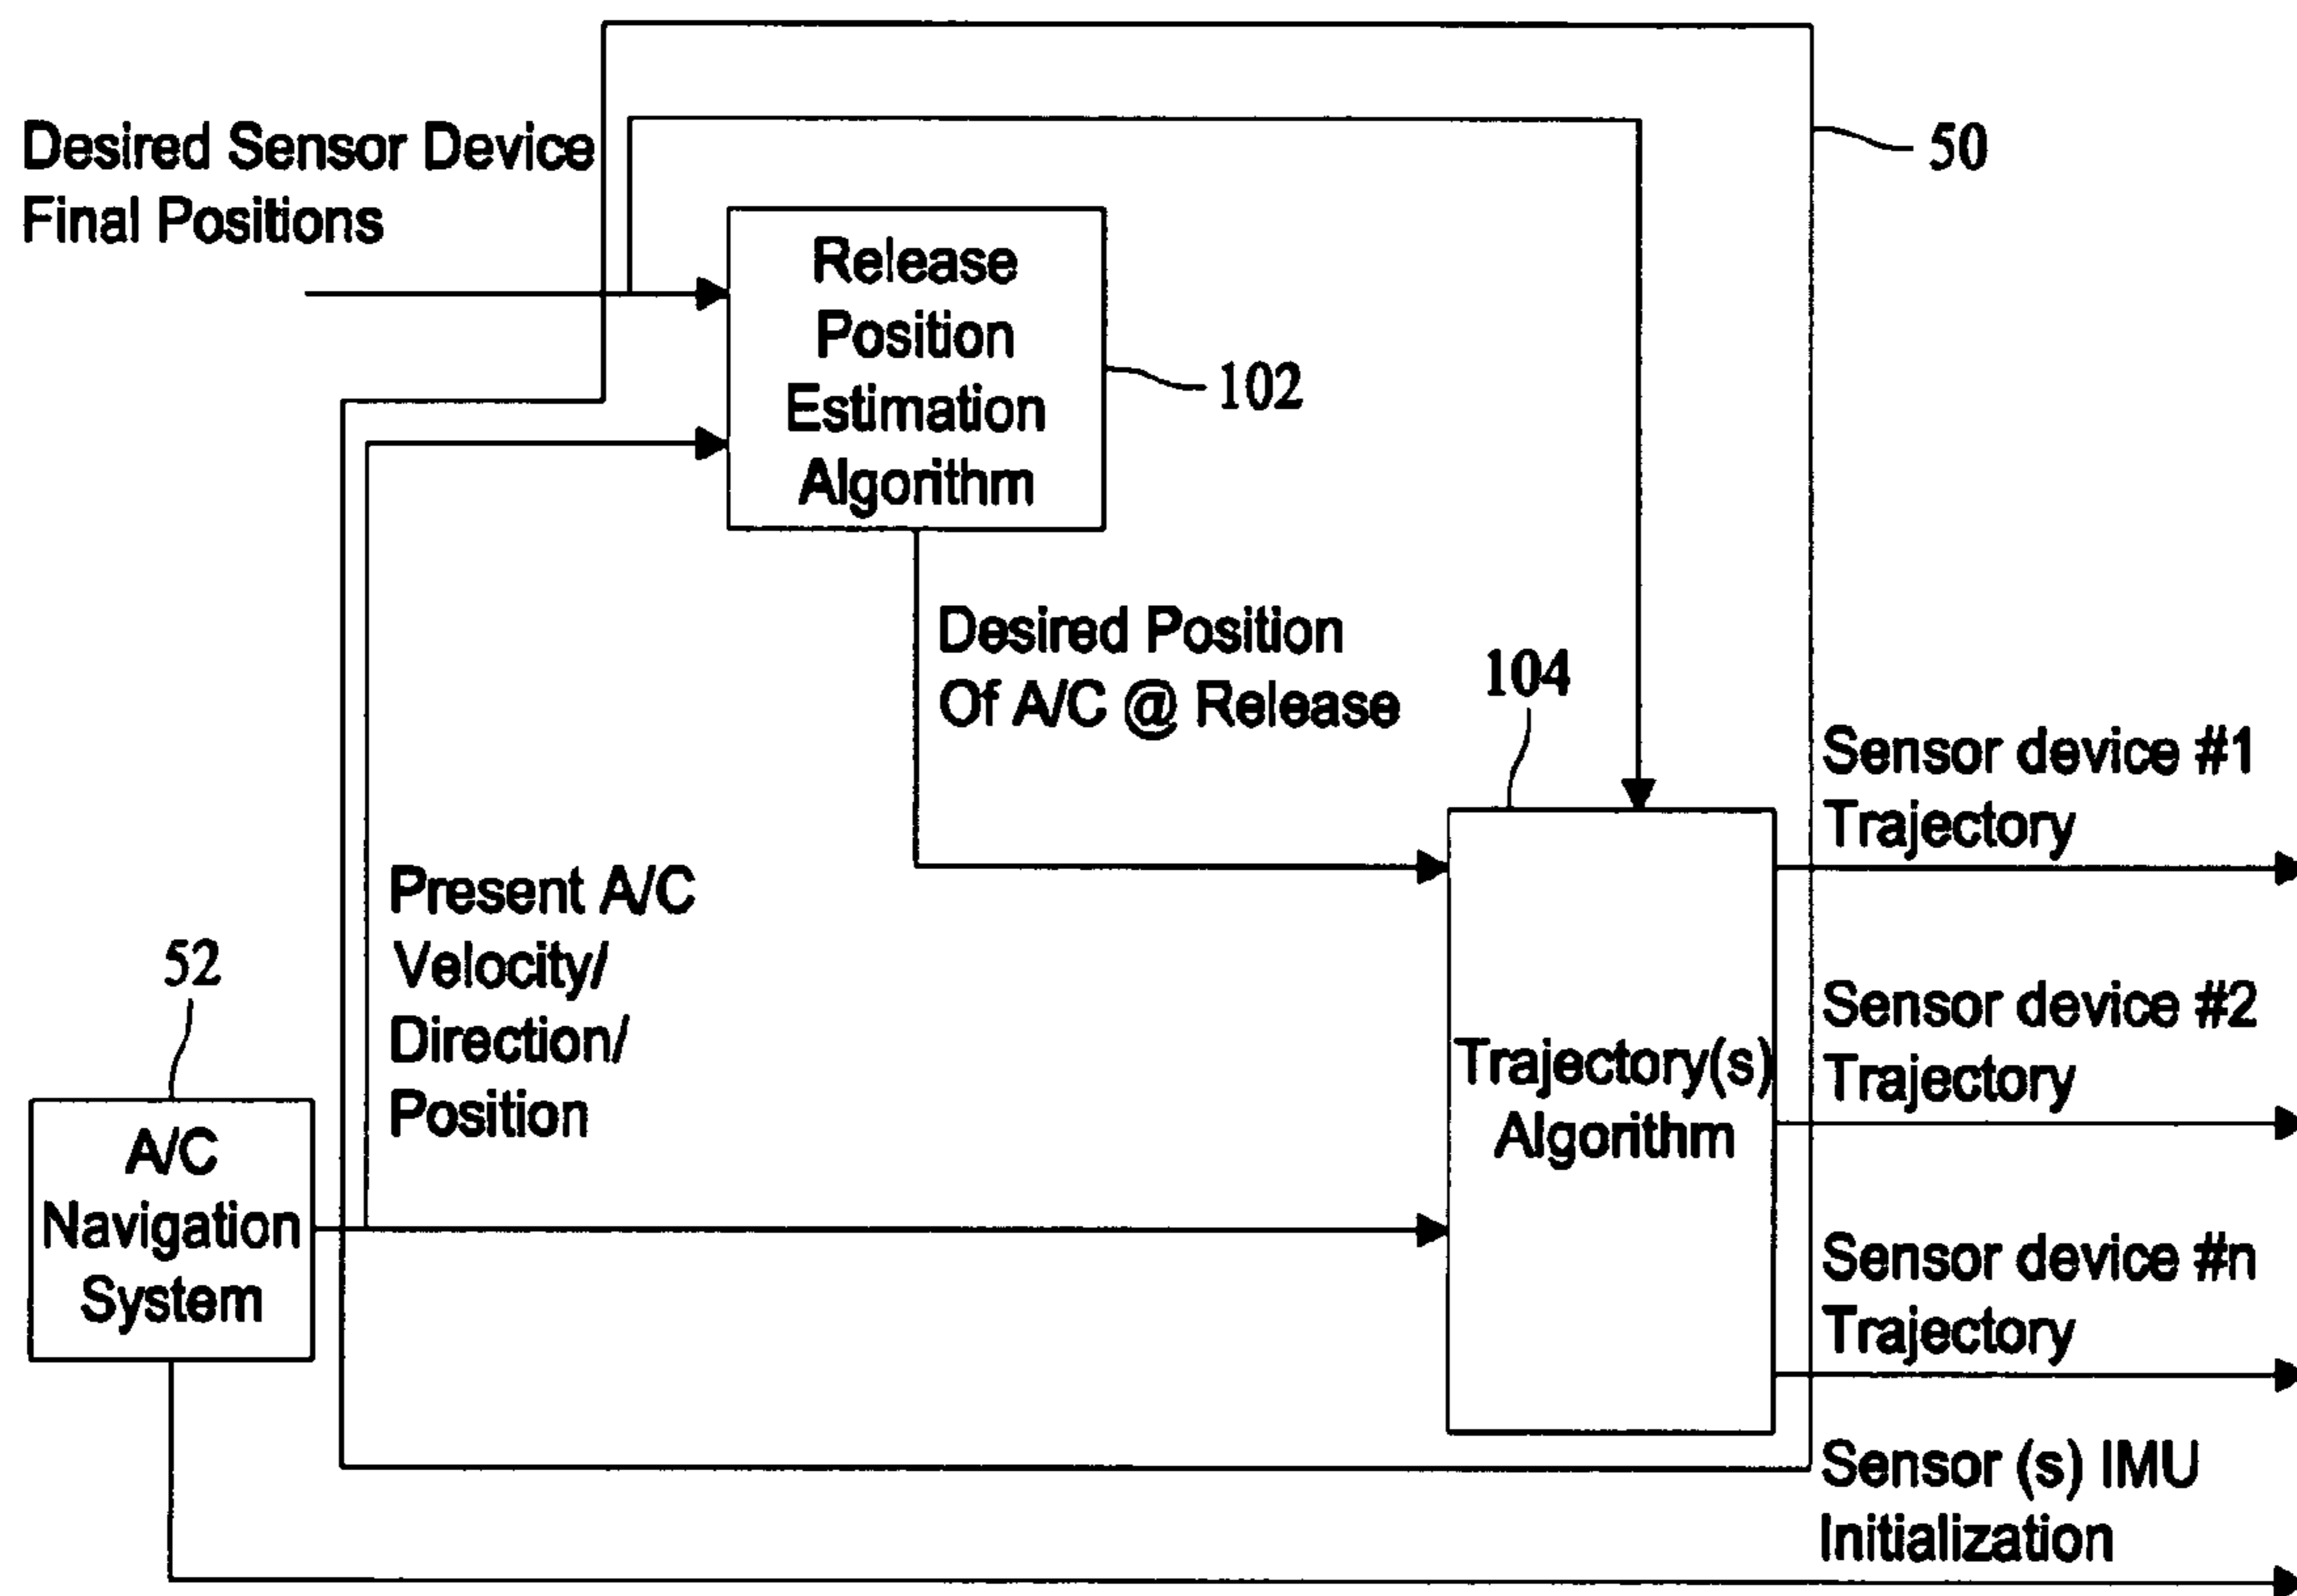 Desired Sensor Device
Final Positions
50
Release
Position
Estimation
Algorithm
102
Desired Position
Of A/C @ Release
104
Sensor device #1
Trajectory
Present A/C
Velocity/
Direction/
Position
52
Sensor device #2
Trajectory
Trajectory(s)
Algorithm
A/C
Navigation
System
Sensor device #n
Trajectory
Sensor (s) IMU
Initialization